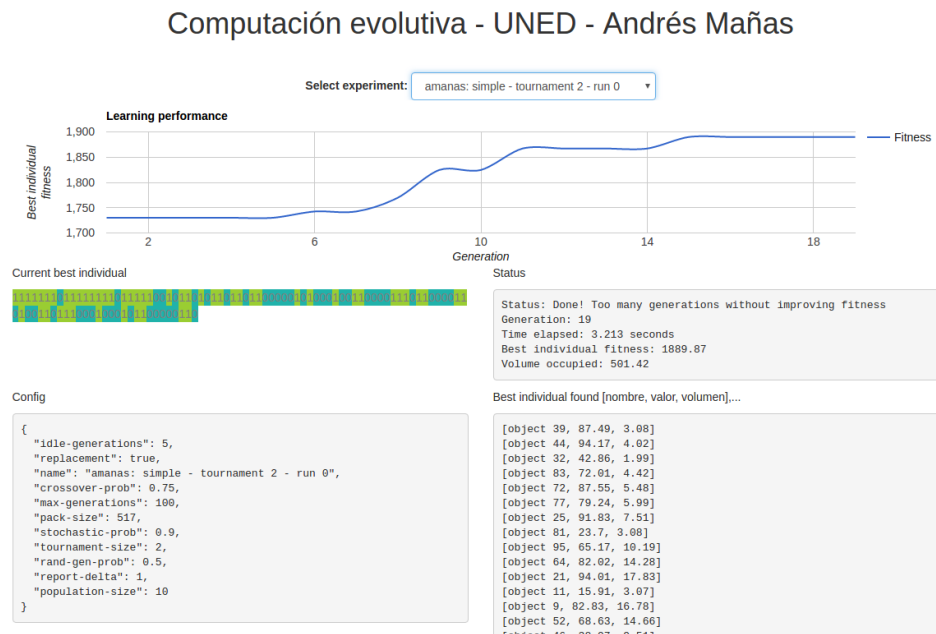 Computación evolutiva - UNED - Andrés Mañas
Select experiment: amanas: simple - tournament 2 - run 0
Learning performance
1,900
1,850
1,800
1,750
1,700
Best individual
fitness
Fitness
2 6 10 14 18
Generation
Current best individual
Status
Status: Done! Too many generations without improving fitness
Generation: 19
Time elapsed: 3.213 seconds
Best individual fitness: 1889.87
Volume occupied: 501.42
Config
{
"idle-generations": 5,
"replacement": true,
"name": "amanas: simple - tournament 2 - run 0",
"crossover-prob": 0.75,
"max-generations": 100,
"pack-size": 517,
"stochastic-prob": 0.9,
"tournament-size": 2,
"rand-gen-prob": 0.5,
"report-delta": 1,
"population-size": 10
}
Best individual found [nombre, valor, volumen],...
[object 39, 87.49, 3.08]
[object 44, 94.17, 4.02]
[object 32, 42.86, 1.99]
[object 83, 72.01, 4.42]
[object 72, 87.55, 5.48]
[object 77, 79.24, 5.99]
[object 25, 91.83, 7.51]
[object 81, 23.7, 3.08]
[object 95, 65.17, 10.19]
[object 64, 82.02, 14.28]
[object 21, 94.01, 17.83]
[object 11, 15.91, 3.07]
[object 9, 82.83, 16.78]
[object 52, 68.63, 14.66]